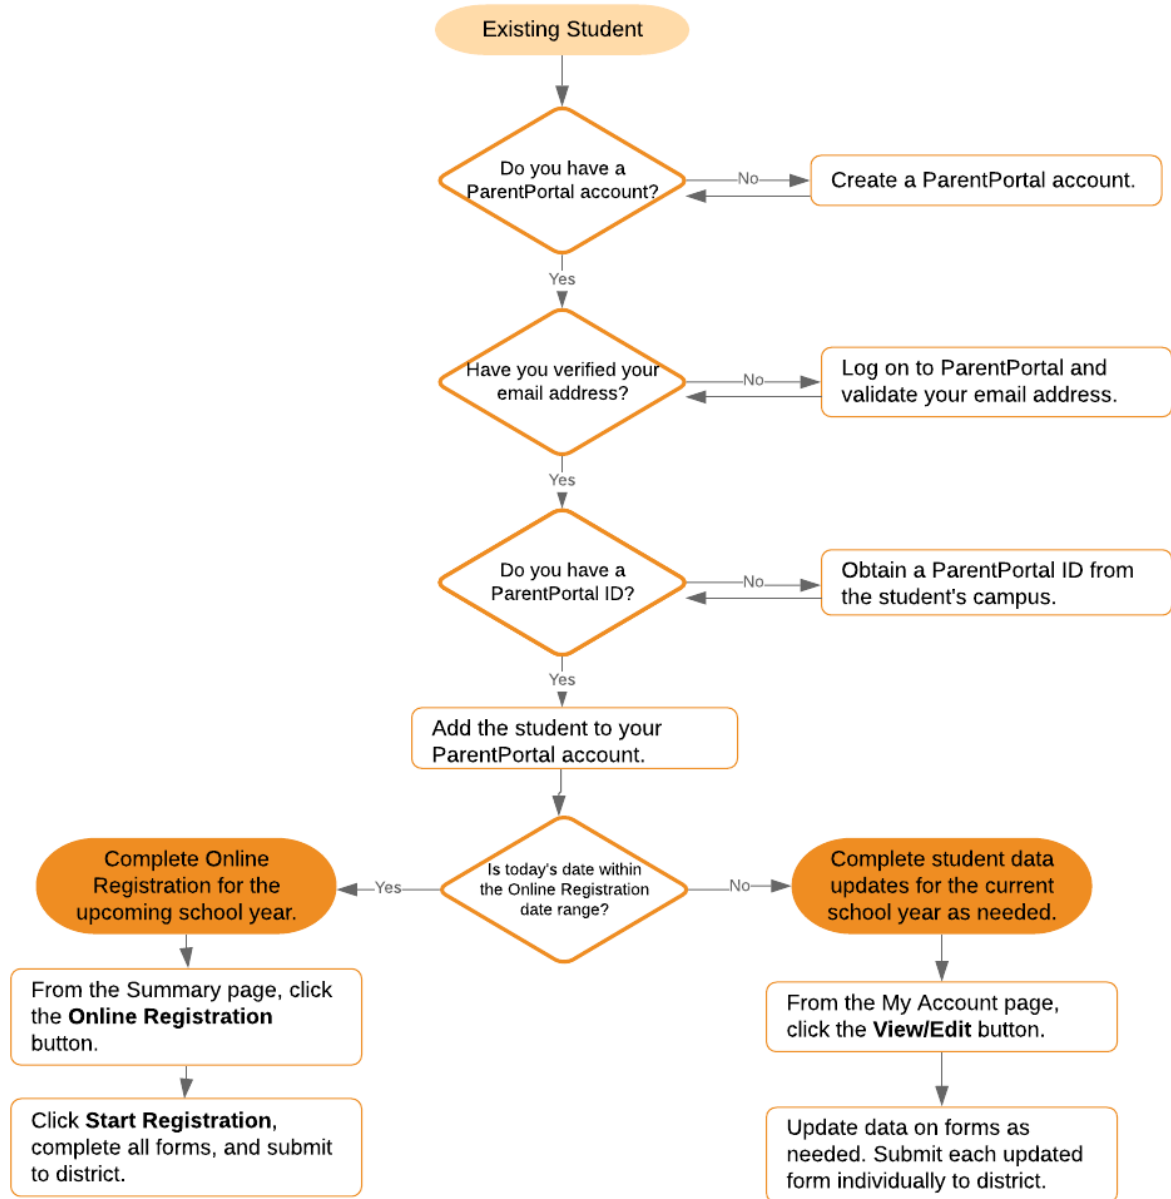 Existing Student
Do you have a
ParentPortal account?
No
Create a ParentPortal account.
Yes
Have you verified your
email address?
No
Log on to ParentPortal and
validate your email address.
Yes
Do you have a
ParentPortal ID?
No
Obtain a ParentPortal ID from
the student's campus.
Yes
Add the student to your
ParentPortal account.
Is today's date within
the Online Registration
date range?
Yes
Complete Online
Registration for the
upcoming school year.
From the Summary page, click
the Online Registration
button.
Click Start Registration,
complete all forms, and submit
to district.
No
Complete student data
updates for the current
school year as needed.
From the My Account page,
click the View/Edit button.
Update data on forms as
needed. Submit each updated
form individually to district.